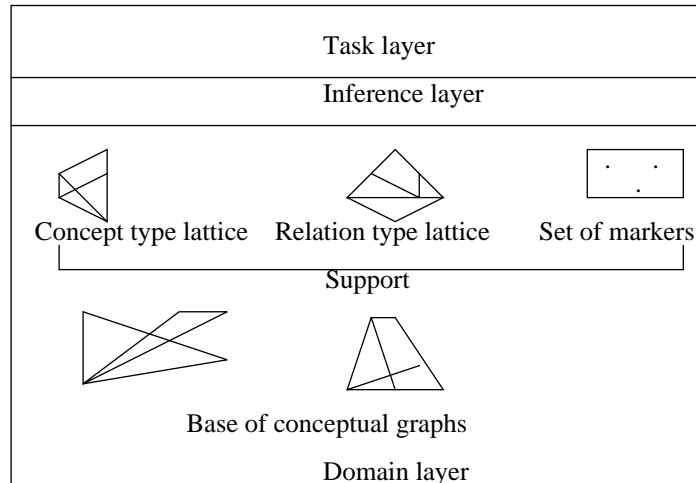 Task layer
Inference layer
Concept type lattice Relation type lattice Set of markers
Support
Base of conceptual graphs
Domain layer